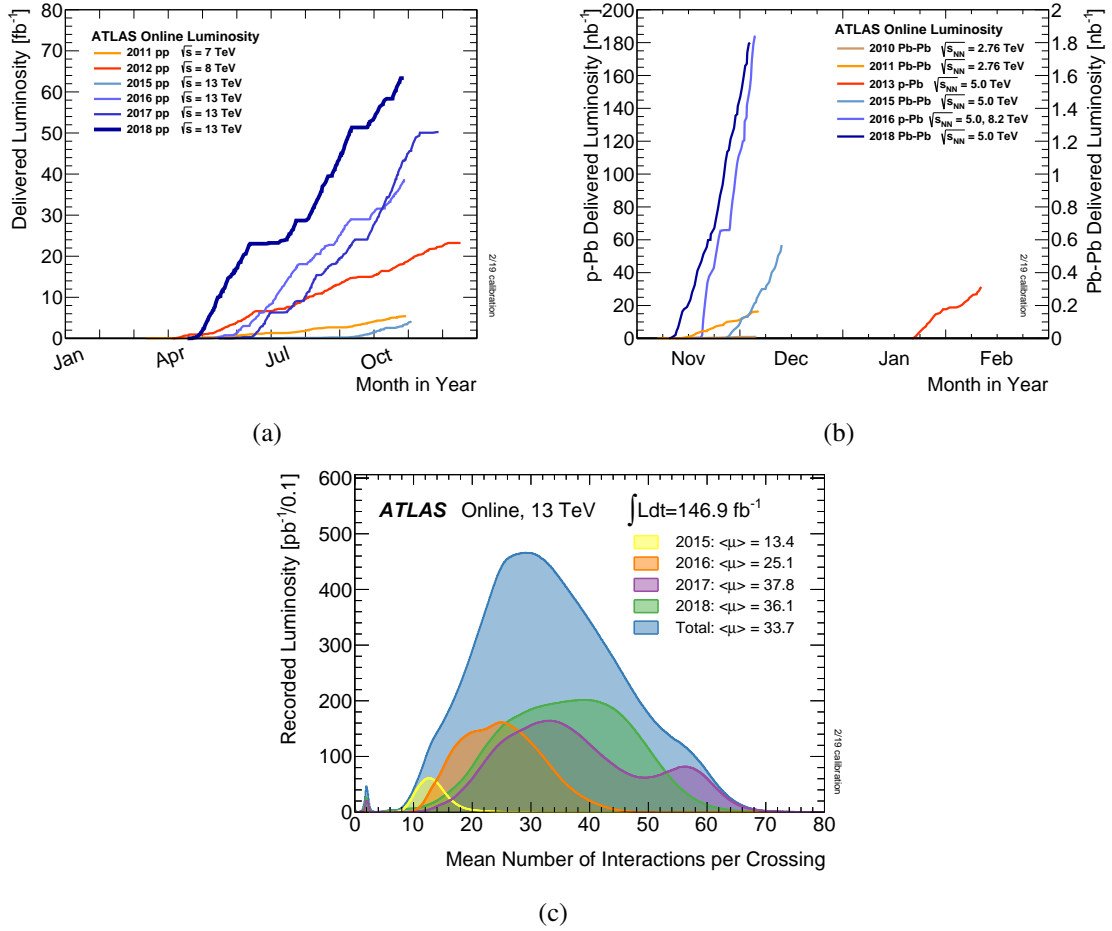 ATLAS Online Luminosity
2011 pp √s = 7 TeV
2012 pp √s = 8 TeV
2015 pp √s = 13 TeV
2016 pp √s = 13 TeV
2017 pp √s = 13 TeV
2018 pp √s = 13 TeV
Delivered Luminosity [fb⁻¹]
80
70
60
50
40
30
20
10
0
Jan Apr Jul Oct
Month in Year
2/19 calibration
(a)
ATLAS Online Luminosity
2010 Pb-Pb √sNN = 2.76 TeV
2011 Pb-Pb √sNN = 2.76 TeV
2013 p-Pb √sNN = 5.0 TeV
2015 Pb-Pb √sNN = 5.0 TeV
2016 p-Pb √sNN = 5.0, 8.2 TeV
2018 Pb-Pb √sNN = 5.0 TeV
p-Pb Delivered Luminosity [nb⁻¹]
200
180
160
140
120
100
80
60
40
20
0
Pb-Pb Delivered Luminosity [nb⁻¹]
2
1.8
1.6
1.4
1.2
1
0.8
0.6
0.4
0.2
0
Nov Dec Jan Feb
Month in Year
2/19 calibration
(b)
ATLAS Online, 13 TeV ∫Ldt=146.9 fb⁻¹
2015: <μ> = 13.4
2016: <μ> = 25.1
2017: <μ> = 37.8
2018: <μ> = 36.1
Total: <μ> = 33.7
Recorded Luminosity [pb⁻¹/0.1]
600
500
400
300
200
100
0
0 10 20 30 40 50 60 70 80
Mean Number of Interactions per Crossing
2/19 calibration
(c)